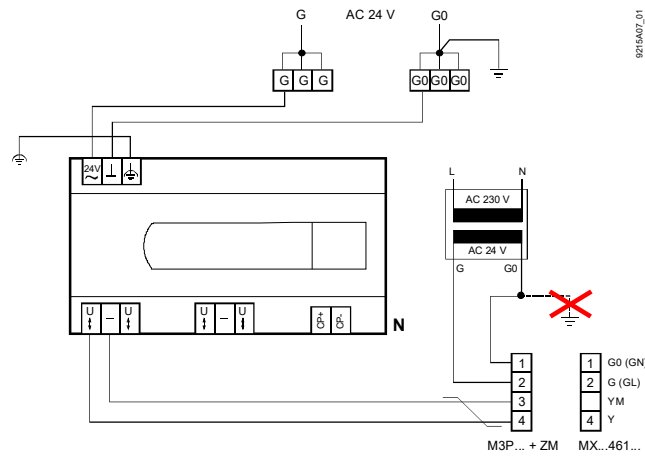 G AC 24 V G0
9215A07_01
G G G G0 G0 G0
24V
~
L N
AC 230 V
AC 24 V
G G0
U – U U – U CP+ CP-
N
1 1 G0 (GN)
2 2 G (GL)
3 YM
4 4 Y
M3P... + ZM MX...461...